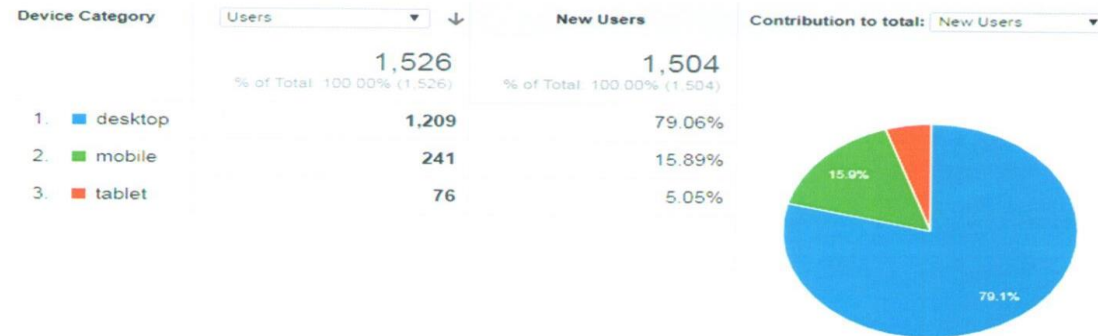 Device Category Users New Users Contribution to total: New Users
1,526 1,504
% of Total: 100.00% (1,526) % of Total: 100.00% (1,504)
1. desktop 1,209 79.06%
2. mobile 241 15.89%
3. tablet 76 5.05%
15.9%
79.1%